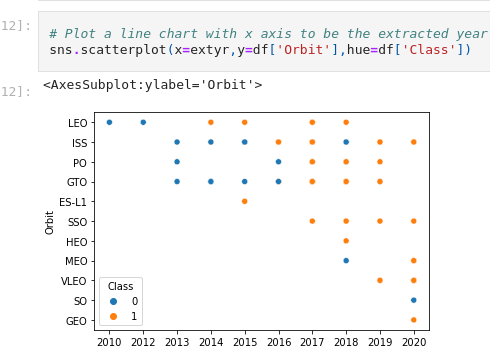 12]:
# Plot a line chart with x axis to be the extracted year
sns.scatterplot(x=extyr,y=df['Orbit'],hue=df['Class'])
12]:
<AxesSubplot:ylabel='Orbit'>
LEO
ISS
PO
GTO
ES-L1
SSO
HEO
MEO
VLEO
SO
GEO
Orbit
Class
0
1
2010 2012 2013 2014 2015 2016 2017 2018 2019 2020